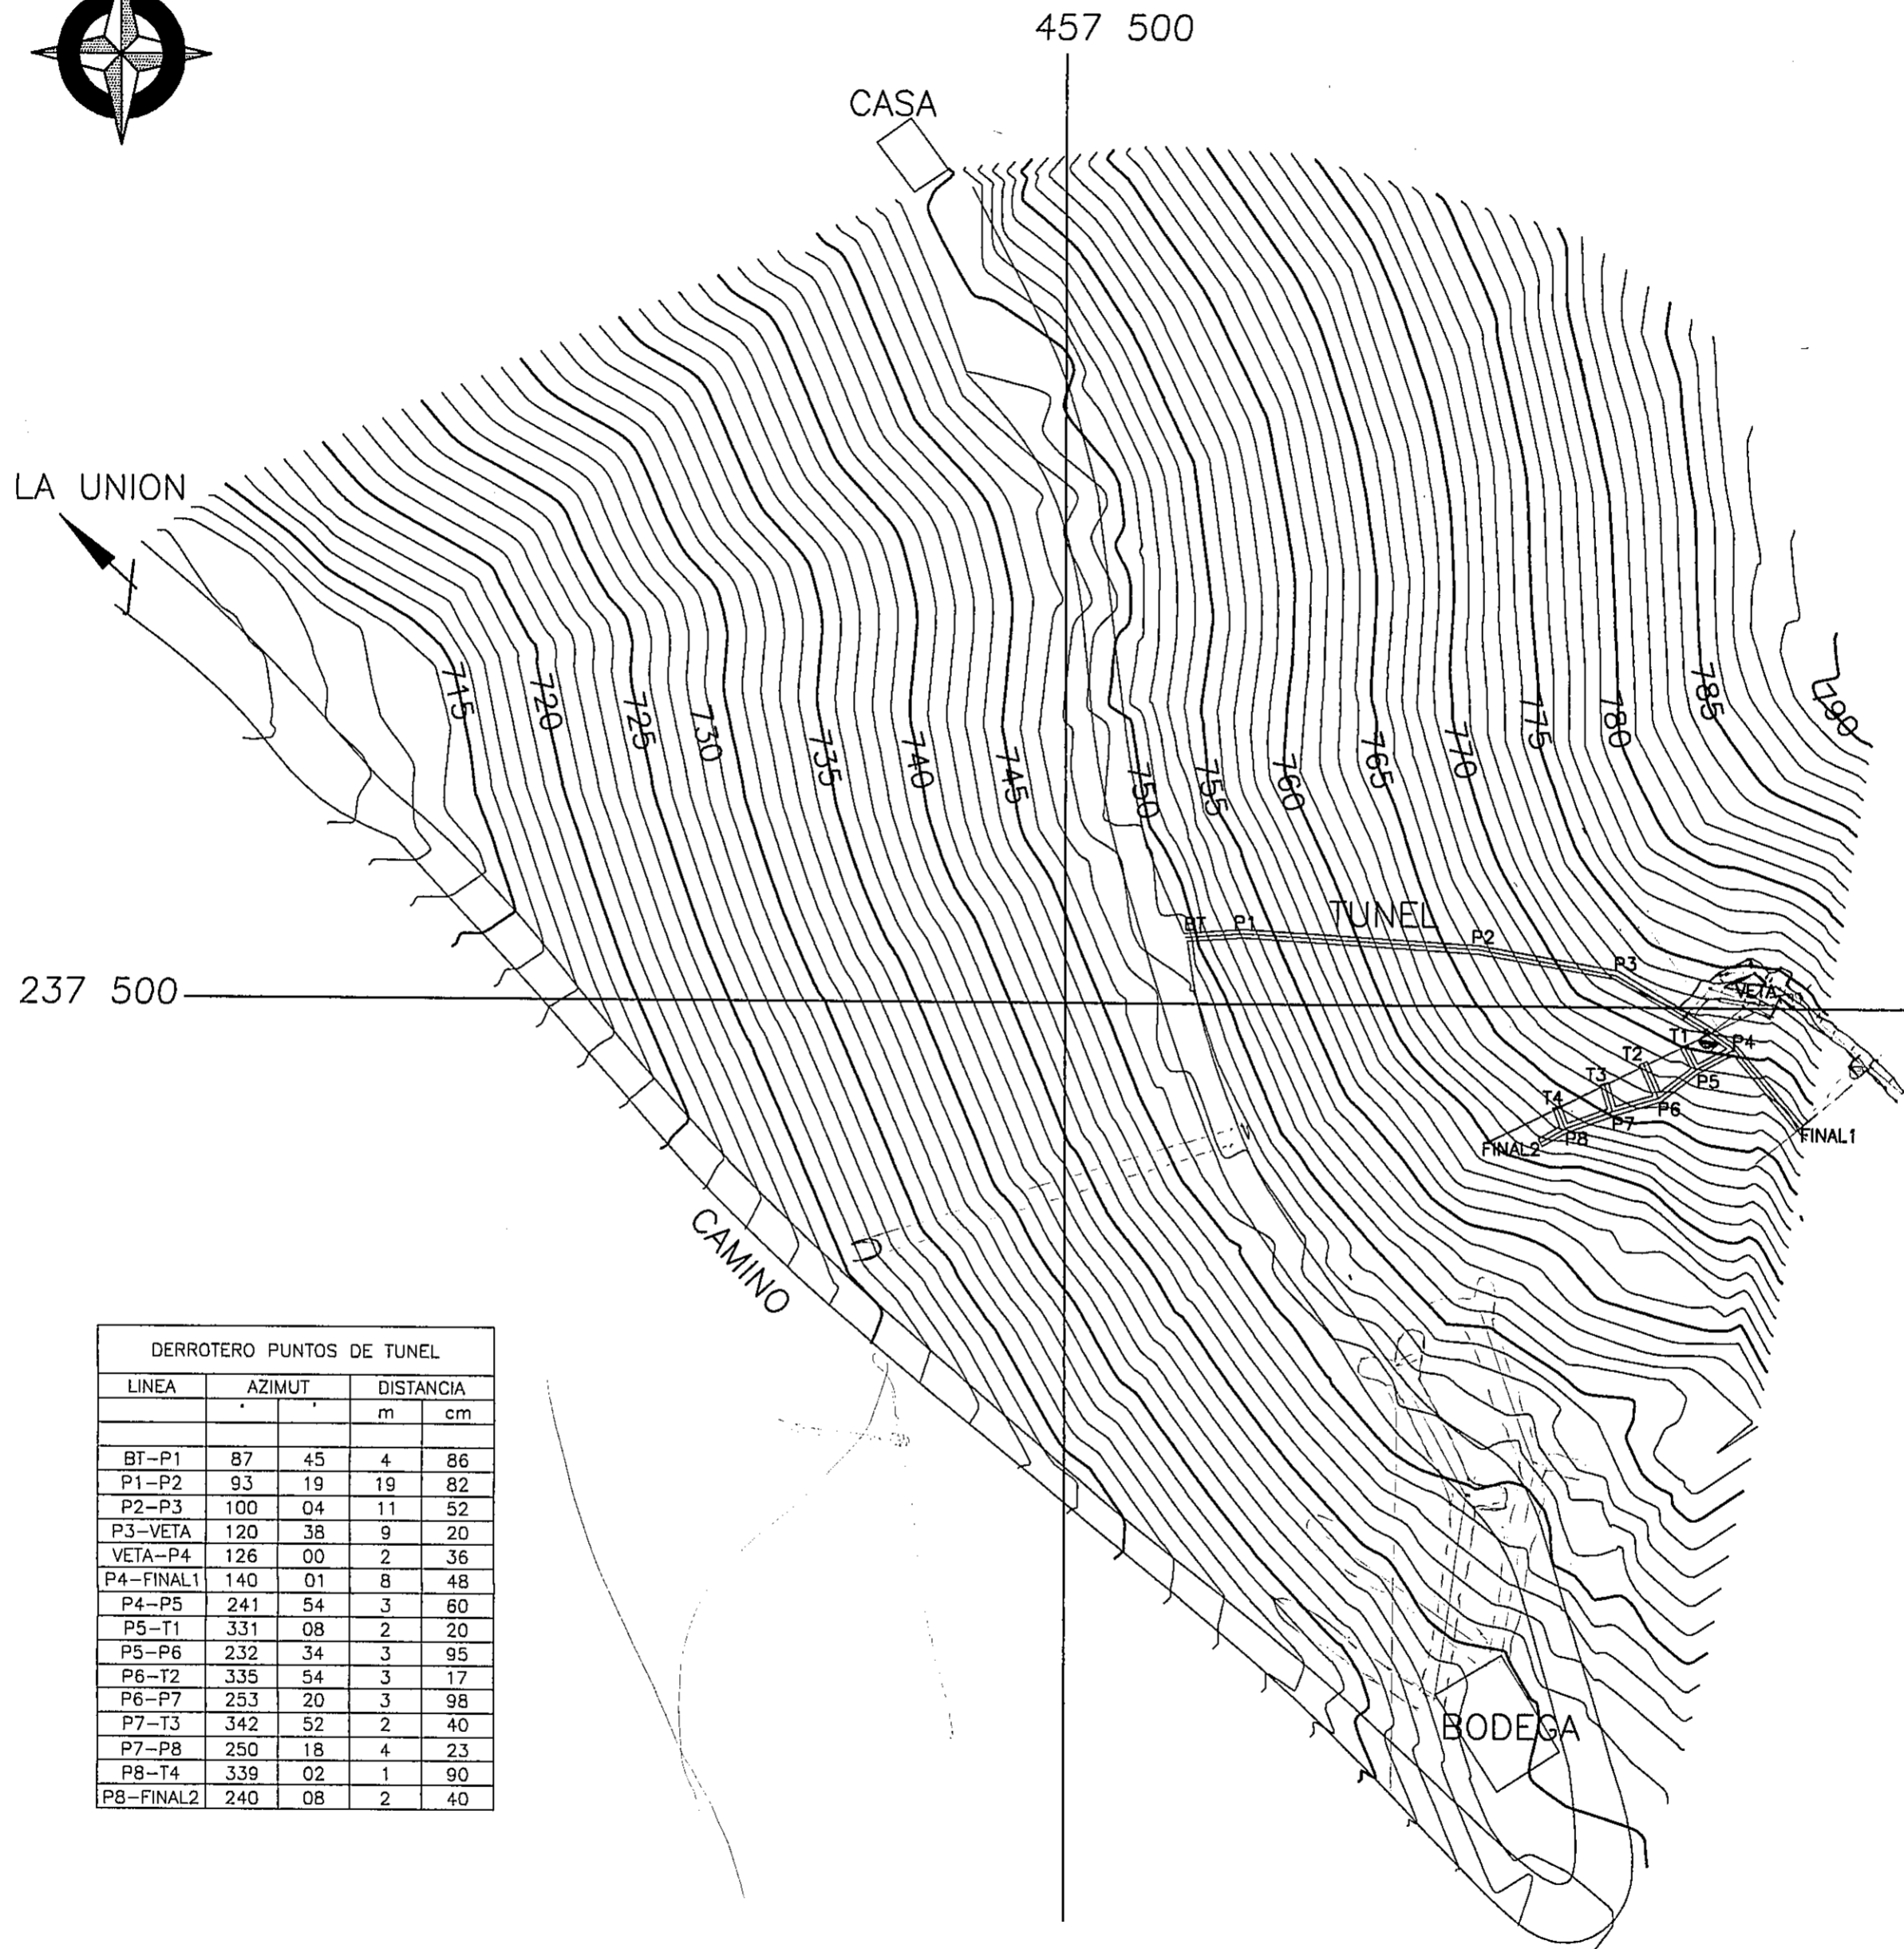 457 500
CASA
LA UNION
715
720
725
730
735
740
745
750
755
760
765
770
775
780
785
790
BT P1 TUNEL P2
P3
237 500
VETA
T1 P4
T2
P5
T3
P6
T4
P7
P8
FINAL1
FINAL2
CAMINO
BODEGA
DERROTERO PUNTOS DE TUNEL
LINEA AZIMUT DISTANCIA
° ' m cm
BT-P1 87 45 4 86
P1-P2 93 19 19 82
P2-P3 100 04 11 52
P3-VETA 120 38 9 20
VETA-P4 126 00 2 36
P4-FINAL1 140 01 8 48
P4-P5 241 54 3 60
P5-T1 331 08 2 20
P5-P6 232 34 3 95
P6-T2 335 54 3 17
P6-P7 253 20 3 98
P7-T3 342 52 2 40
P7-P8 250 18 4 23
P8-T4 339 02 1 90
P8-FINAL2 240 08 2 40